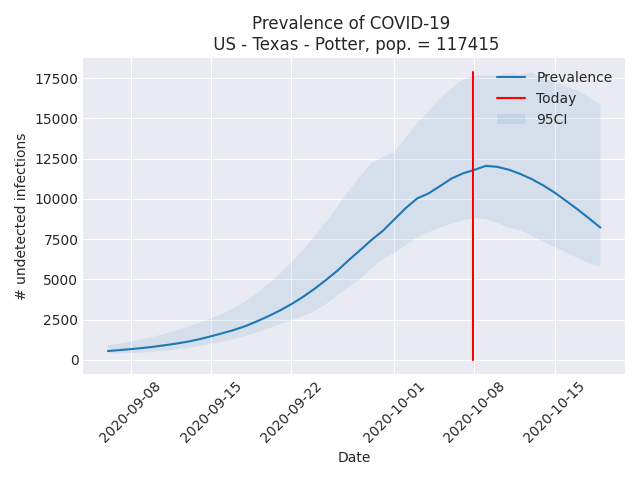 Prevalence of COVID-19
US - Texas - Potter, pop. = 117415
17500
15000
12500
10000
7500
5000
2500
0
# undetected infections
Prevalence
Today
95CI
2020-09-08
2020-09-15
2020-09-22
2020-10-01
2020-10-08
2020-10-15
Date